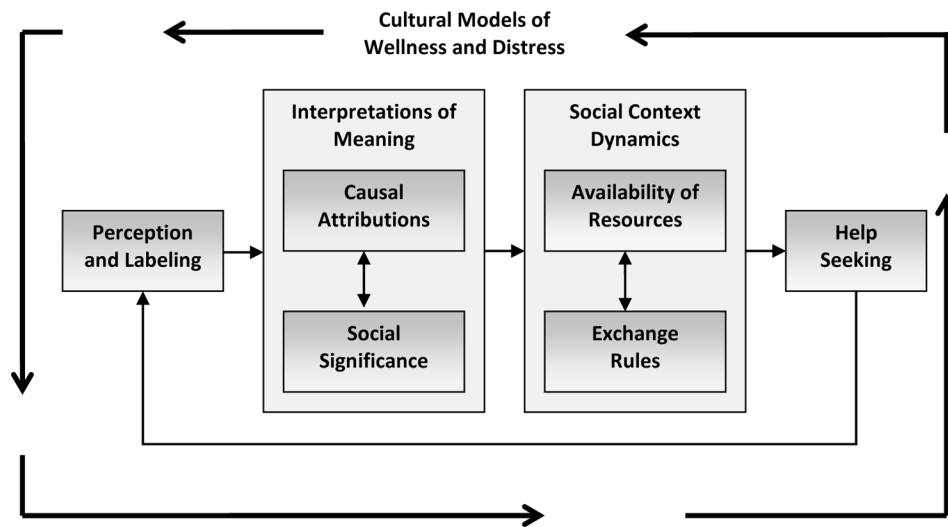 Cultural Models of
Wellness and Distress
Interpretations of
Meaning
Social Context
Dynamics
Causal
Attributions
Availability of
Resources
Perception
and Labeling
Help
Seeking
Social
Significance
Exchange
Rules